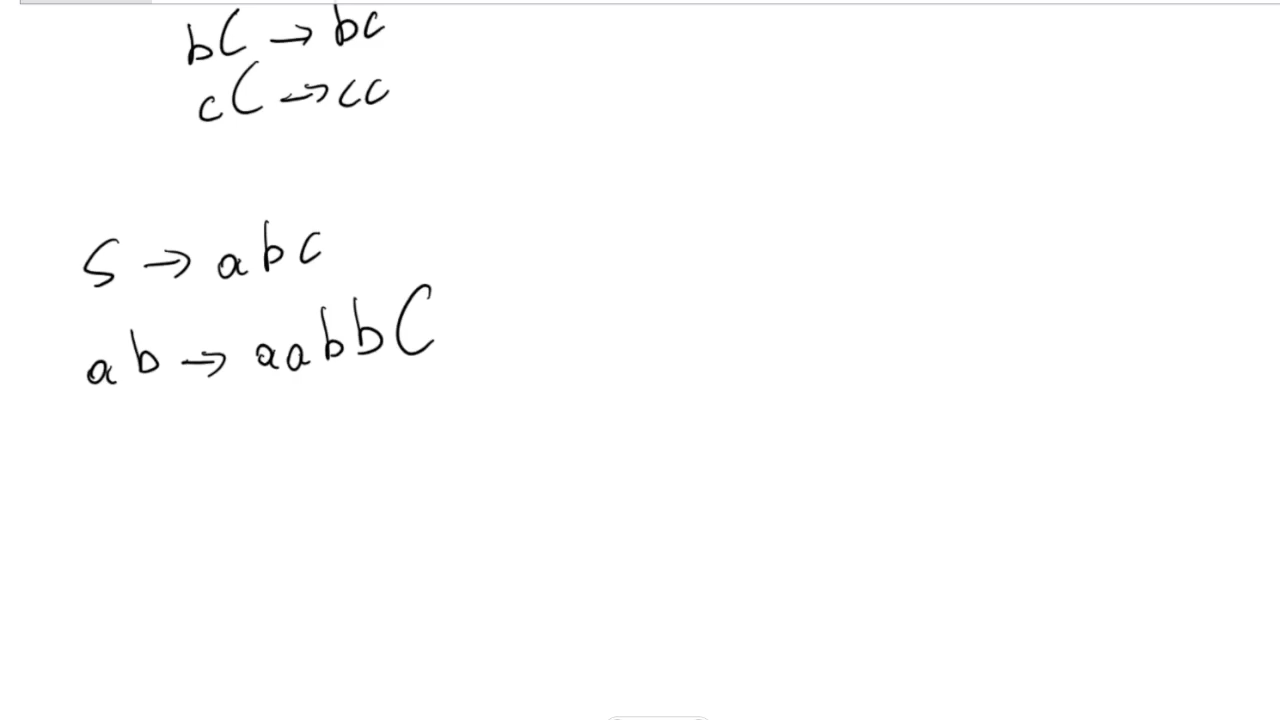 bC → bc
cC → cc
S → abc
ab → aabbC